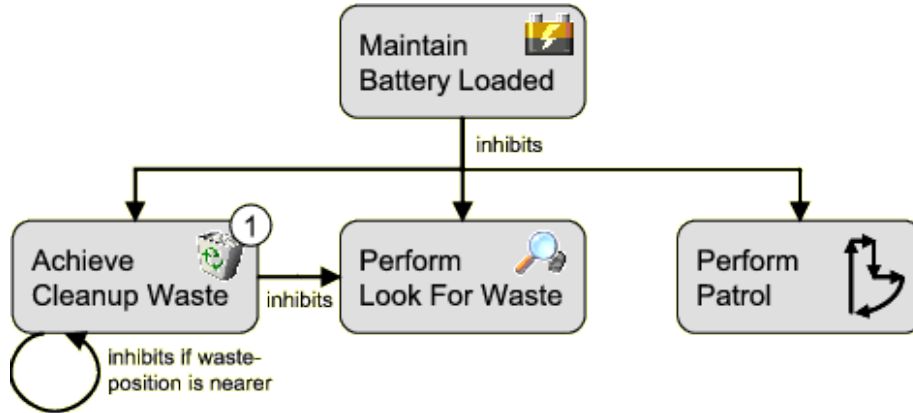 Maintain
Battery Loaded
inhibits
1
Achieve
Cleanup Waste
inhibits
Perform
Look For Waste
Perform
Patrol
inhibits if waste-
position is nearer